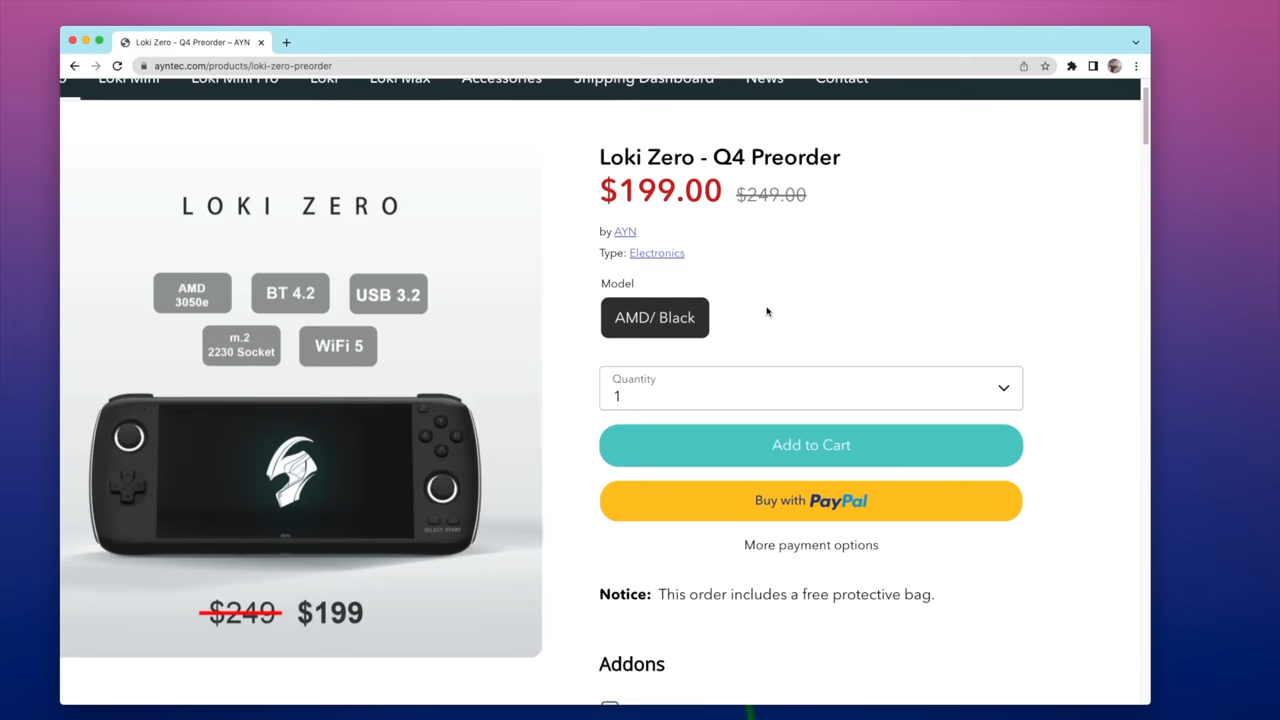 Loki Zero - Q4 Preorder – AYN
ayntec.com/products/loki-zero-preorder
Loki Mini Loki Mini Pro Loki Loki Max Accessories Shipping Dashboard News Contact
LOKI ZERO
AMD
3050e
BT 4.2
USB 3.2
m.2
2230 Socket
WiFi 5
SELECT START
AYN
$249 $199
Loki Zero - Q4 Preorder
$199.00 $249.00
by AYN
Type: Electronics
Model
AMD/ Black
Quantity
1
Add to Cart
Buy with PayPal
More payment options
Notice: This order includes a free protective bag.
Addons